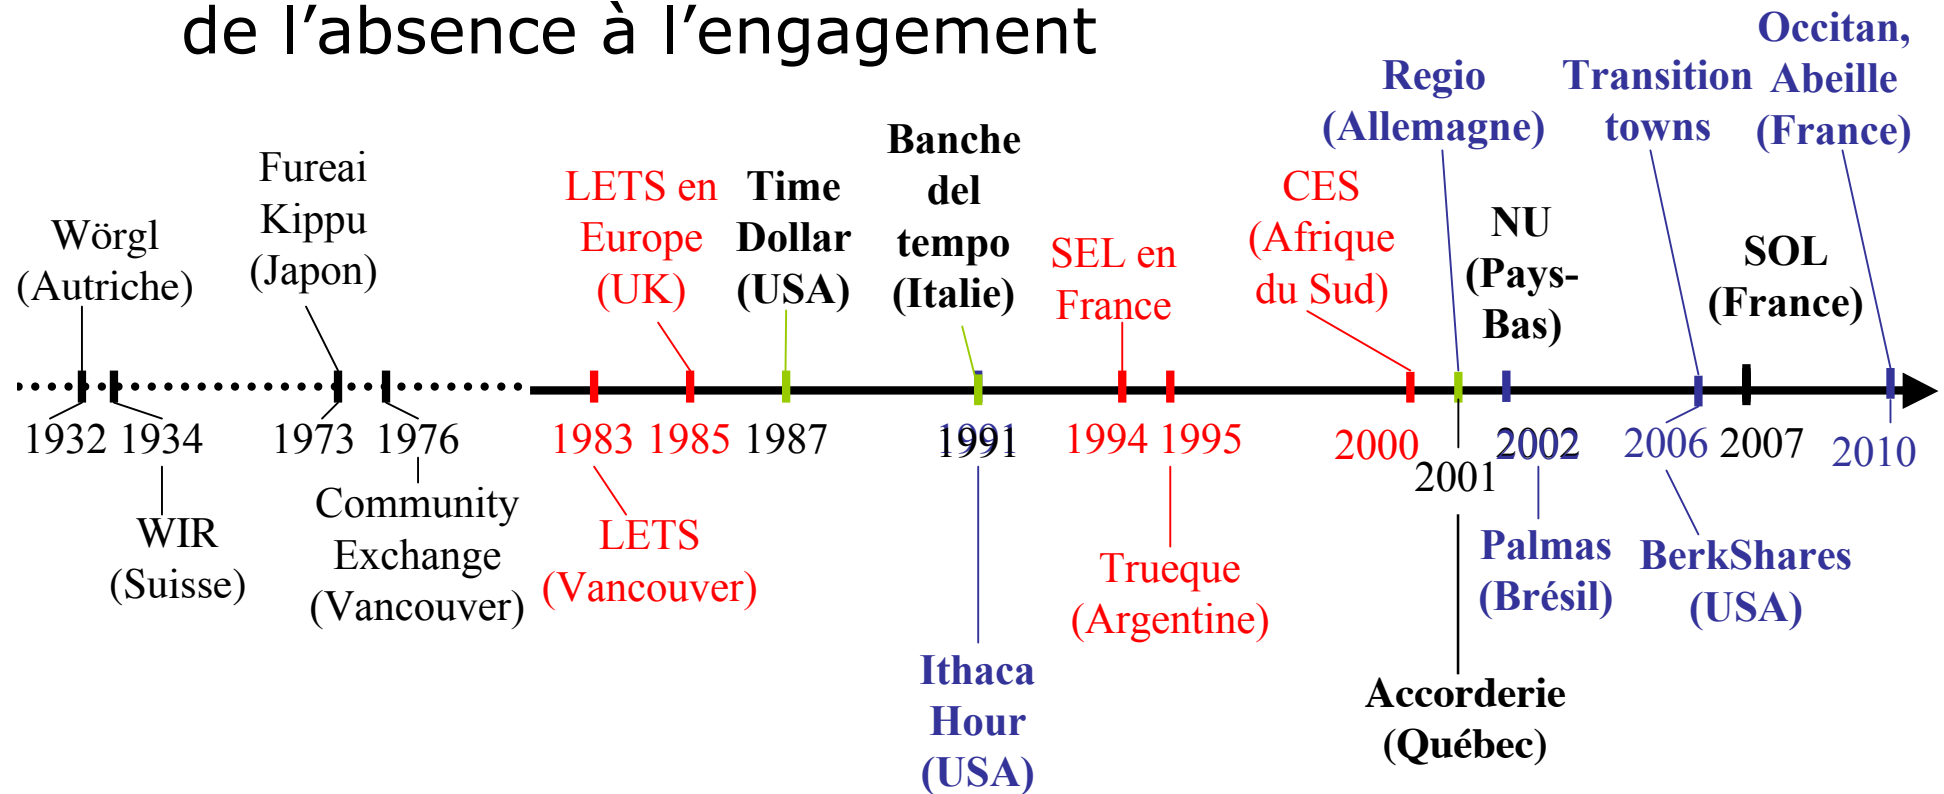 de l’absence à l’engagement
Wörgl
(Autriche)
Fureai
Kippu
(Japon)
LETS en
Europe
(UK)
Time
Dollar
(USA)
Banche
del
tempo
(Italie)
SEL en
France
CES
(Afrique
du Sud)
Regio
(Allemagne)
NU
(Pays-
Bas)
Transition
towns
SOL
(France)
Occitan,
Abeille
(France)
1932 1934 1973 1976 1983 1985 1987 1991 1994 1995 2000 2001 2002 2006 2007 2010
WIR
(Suisse)
Community
Exchange
(Vancouver)
LETS
(Vancouver)
Ithaca
Hour
(USA)
Trueque
(Argentine)
Accorderie
(Québec)
Palmas
(Brésil)
BerkShares
(USA)